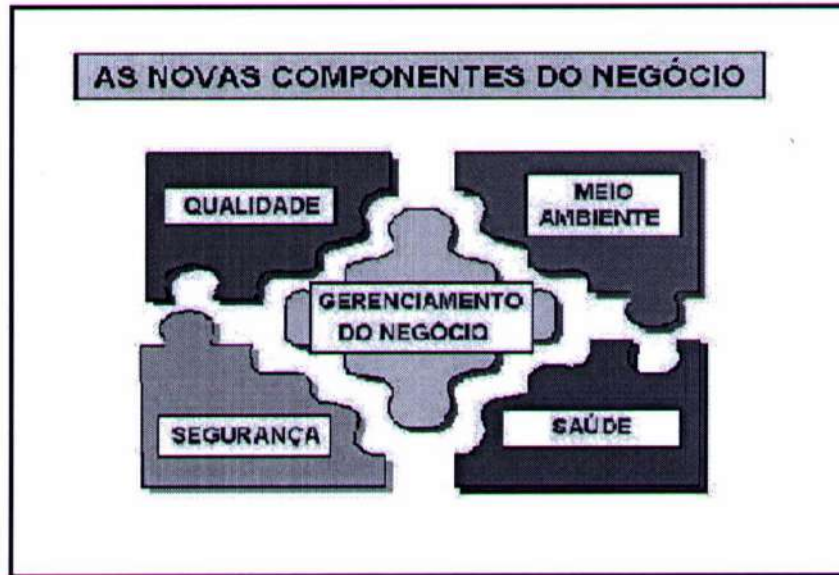 AS NOVAS COMPONENTES DO NEGÓCIO
QUALIDADE
MEIO
AMBIENTE
GERENCIAMENTO
DO NEGÓCIO
SEGURANÇA
SAÚDE